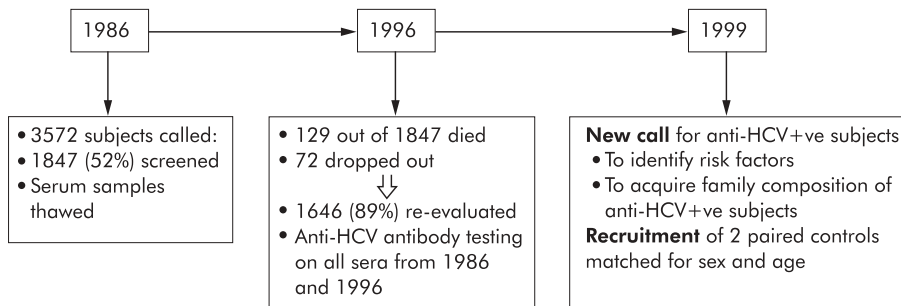 1986
1996
1999
• 3572 subjects called:
• 1847 (52%) screened
• Serum samples
thawed
• 129 out of 1847 died
• 72 dropped out
• 1646 (89%) re-evaluated
• Anti-HCV antibody testing
on all sera from 1986
and 1996
New call for anti-HCV+ve subjects
• To identify risk factors
• To acquire family composition of
anti-HCV+ve subjects
Recruitment of 2 paired controls
matched for sex and age